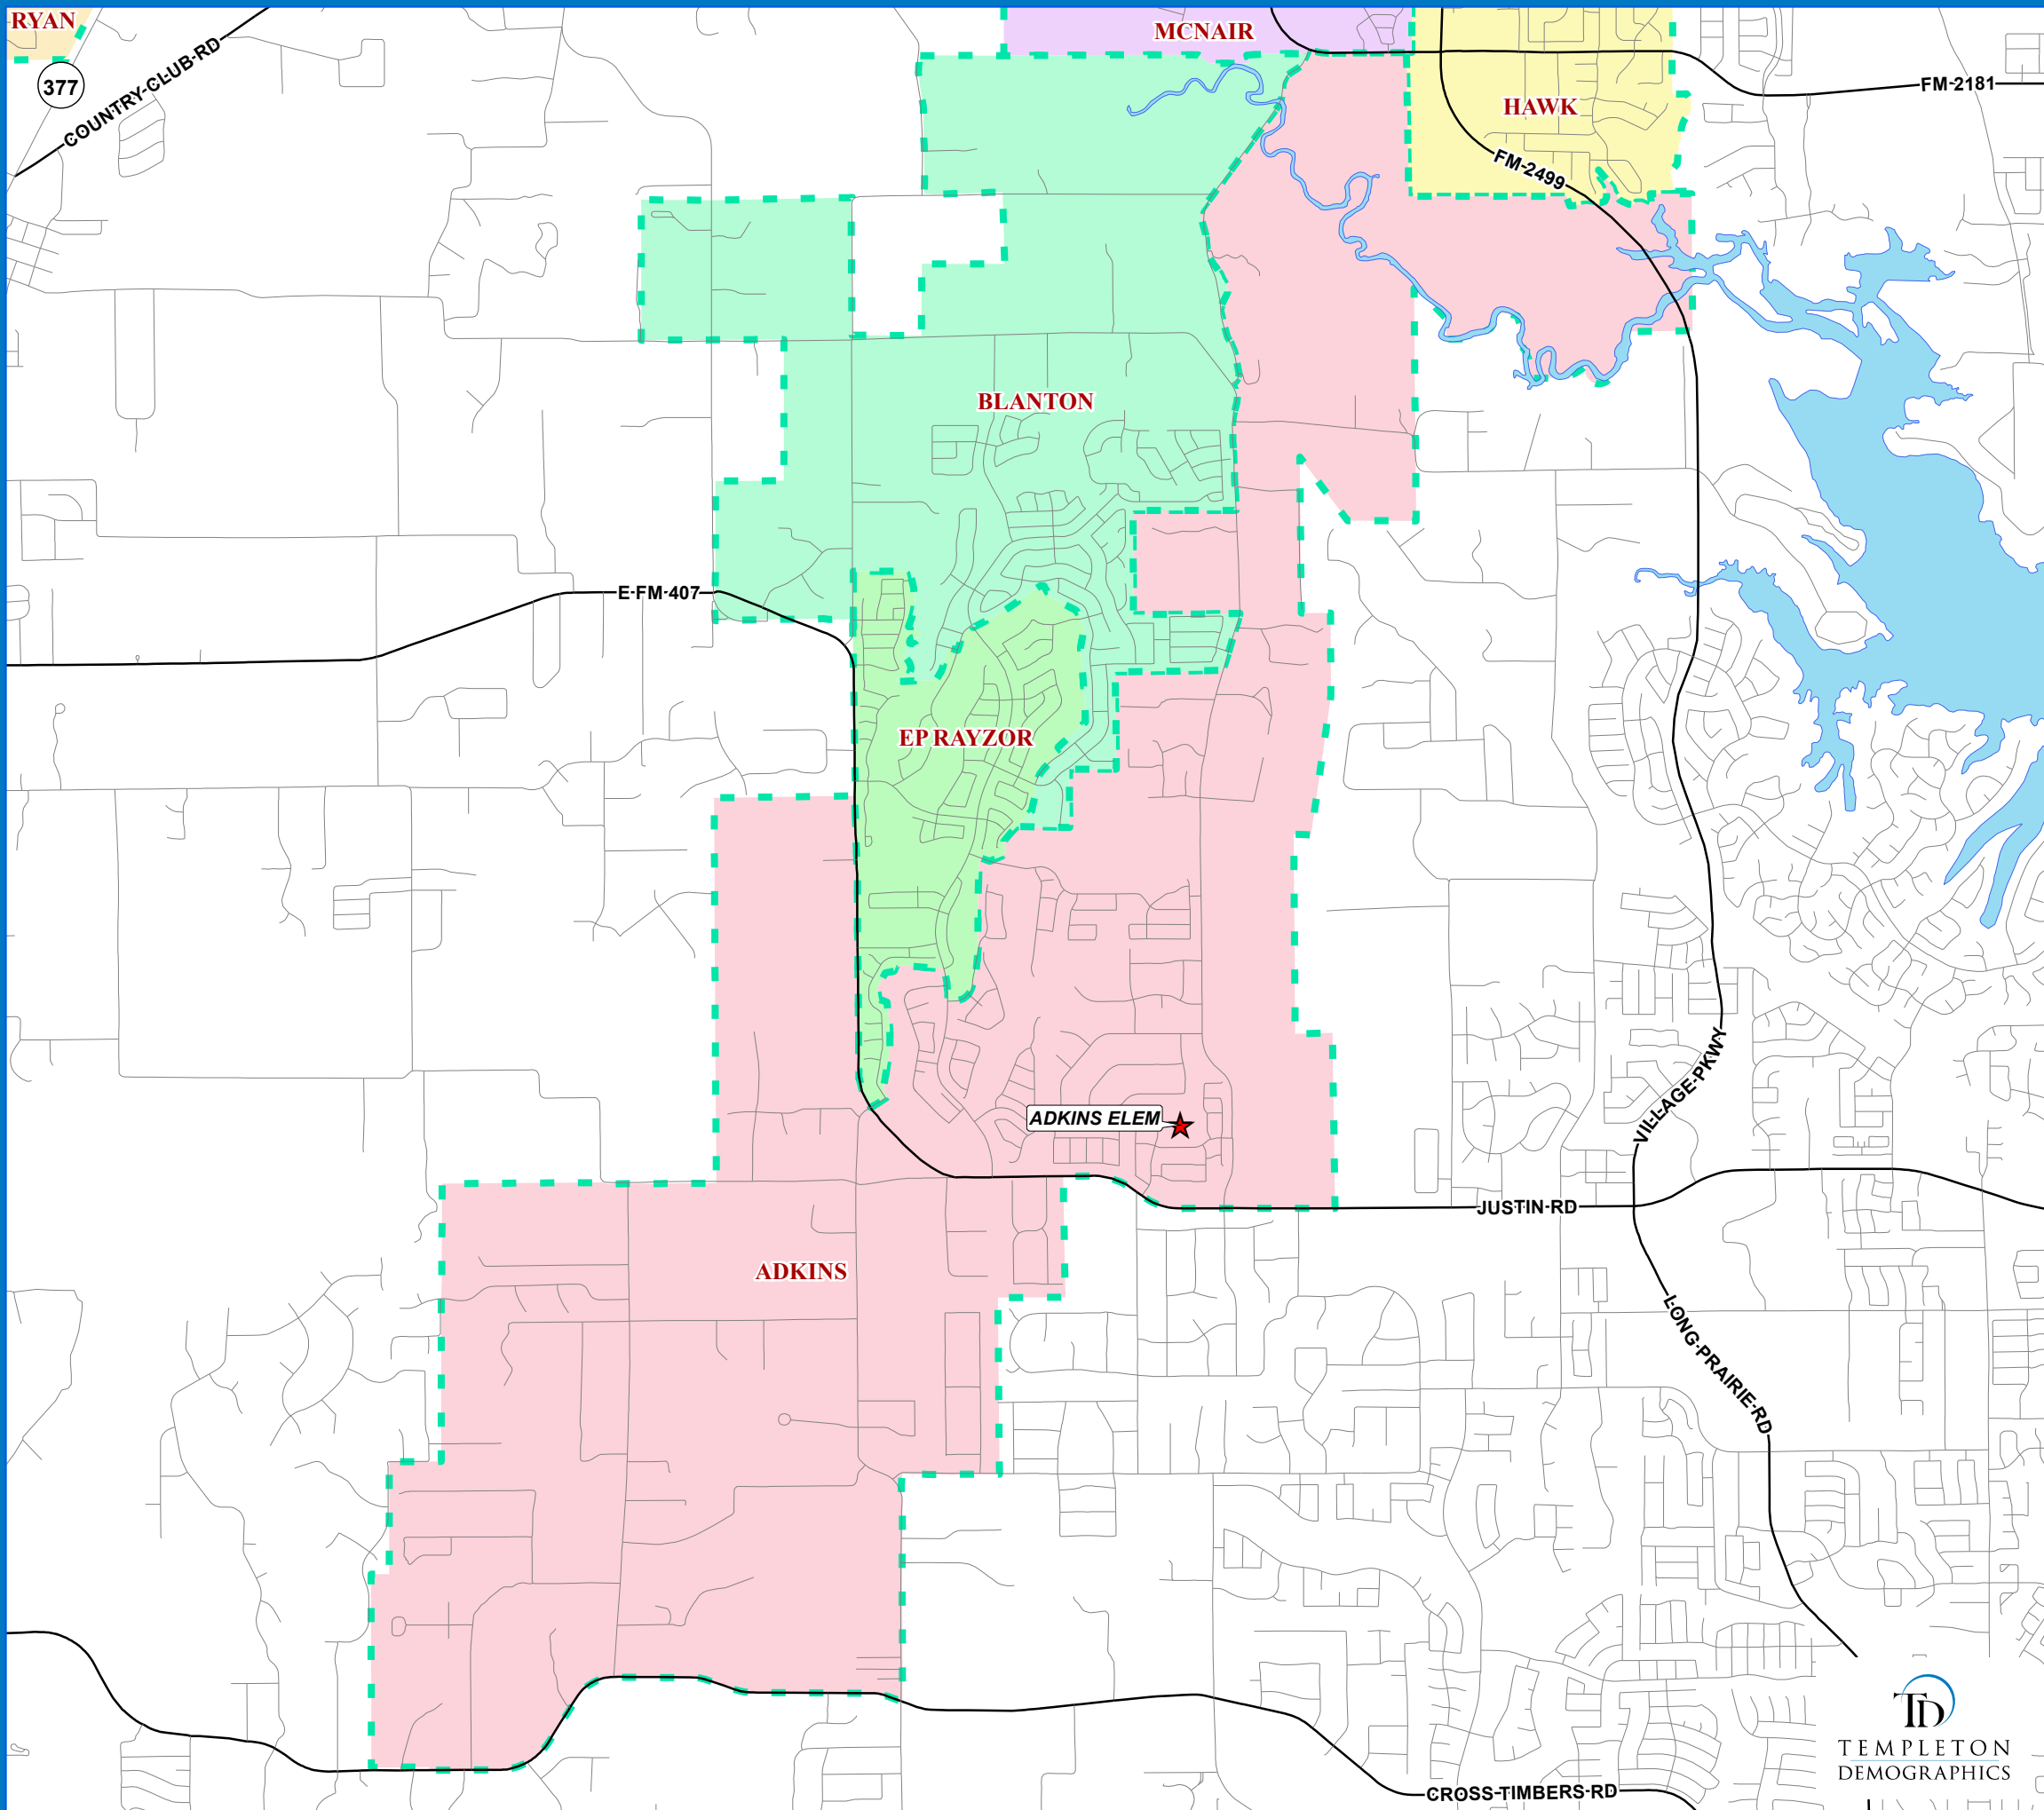 RYAN
MCNAIR
377
COUNTRY-CLUB-RD
FM-2181
HAWK
FM-2499
BLANTON
E-FM-407
EP RAYZOR
VILLAGE-PKWY
ADKINS ELEM
JUSTIN-RD
ADKINS
LONG-PRAIRIE-RD
TD
TEMPLETON
DEMOGRAPHICS
CROSS-TIMBERS-RD